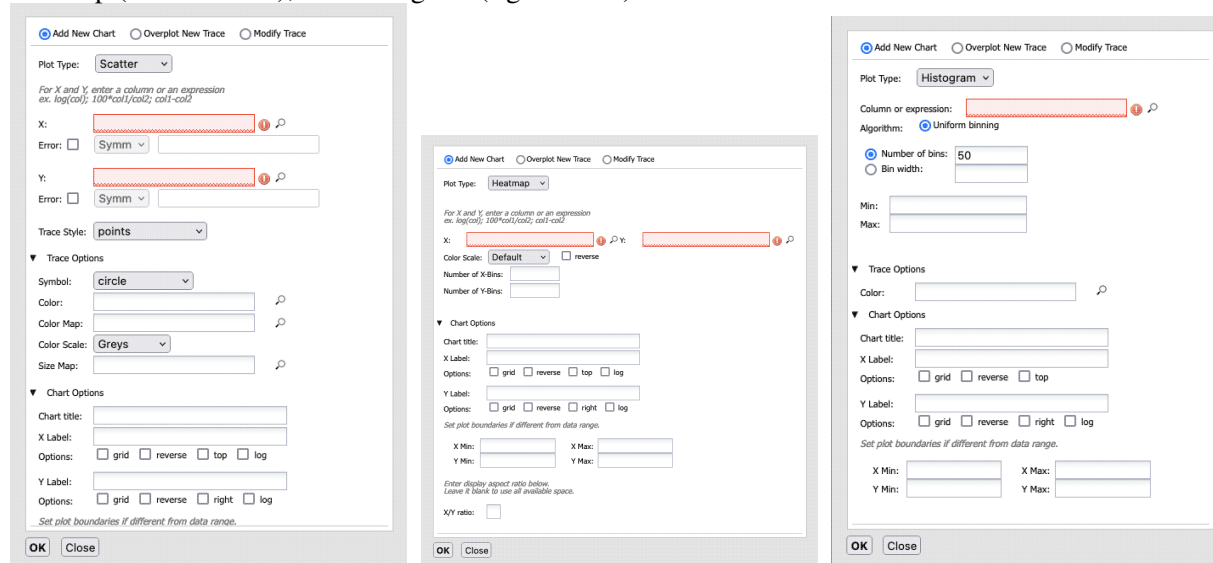 Add New Chart Overplot New Trace Modify Trace
Plot Type: Scatter
For X and Y, enter a column or an expression
ex. log(col); 100*col1/col2; col1-col2
X:
Error: Symm
Y:
Error: Symm
Trace Style: points
Trace Options
Symbol: circle
Color:
Color Map:
Color Scale: Greys
Size Map:
Chart Options
Chart title:
X Label:
Options: grid reverse top log
Y Label:
Options: grid reverse right log
Set plot boundaries if different from data range.
OK Close
Add New Chart Overplot New Trace Modify Trace
Plot Type: Heatmap
For X and Y, enter a column or an expression
ex. log(col); 100*col1/col2; col1-col2
X: Y:
Color Scale: Default reverse
Number of X-Bins:
Number of Y-Bins:
Chart Options
Chart title:
X Label:
Options: grid reverse top log
Y Label:
Options: grid reverse right log
Set plot boundaries if different from data range.
X Min: X Max:
Y Min: Y Max:
Enter display aspect ratio below.
Leave it blank to use all available space.
X/Y ratio:
OK Close
Add New Chart Overplot New Trace Modify Trace
Plot Type: Histogram
Column or expression:
Algorithm: Uniform binning
Number of bins: 50
Bin width:
Min:
Max:
Trace Options
Color:
Chart Options
Chart title:
X Label:
Options: grid reverse top
Y Label:
Options: grid reverse right log
Set plot boundaries if different from data range.
X Min: X Max:
Y Min: Y Max:
OK Close